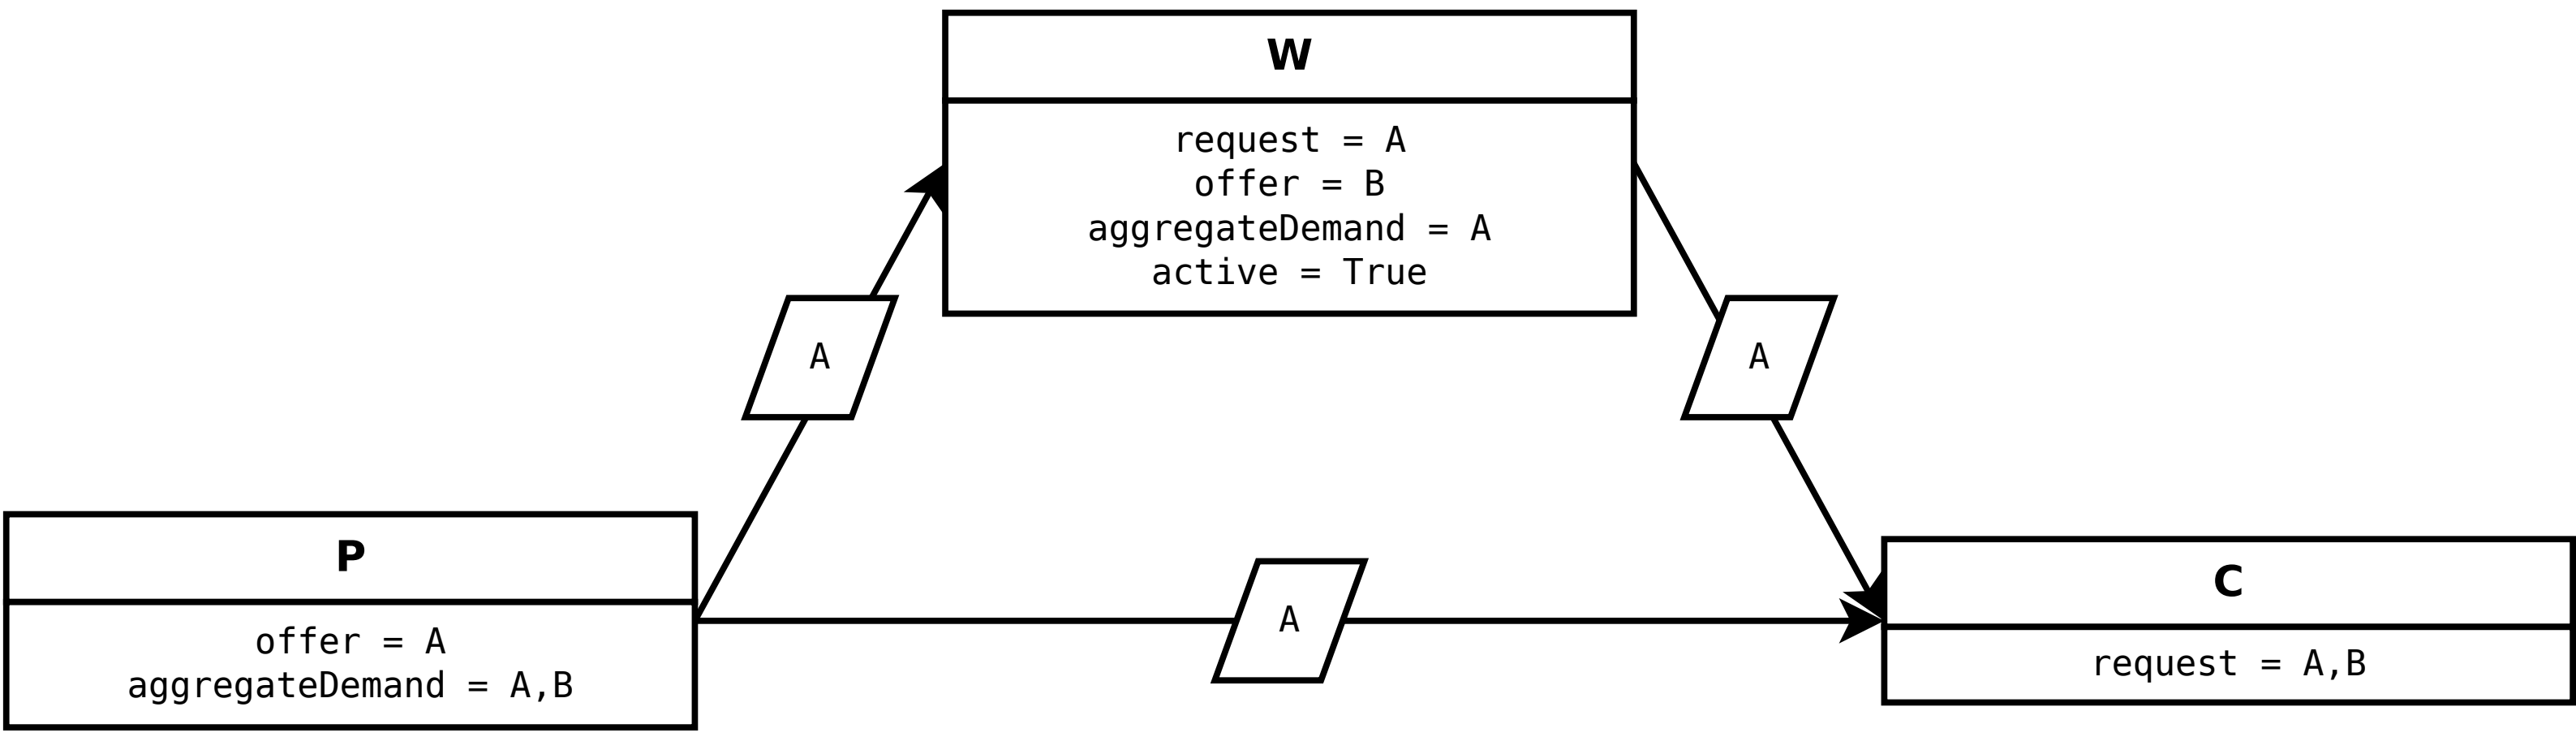 W
request = A
offer = B
aggregateDemand = A
active = True
A
A
P
offer = A
aggregateDemand = A,B
A
C
request = A,B